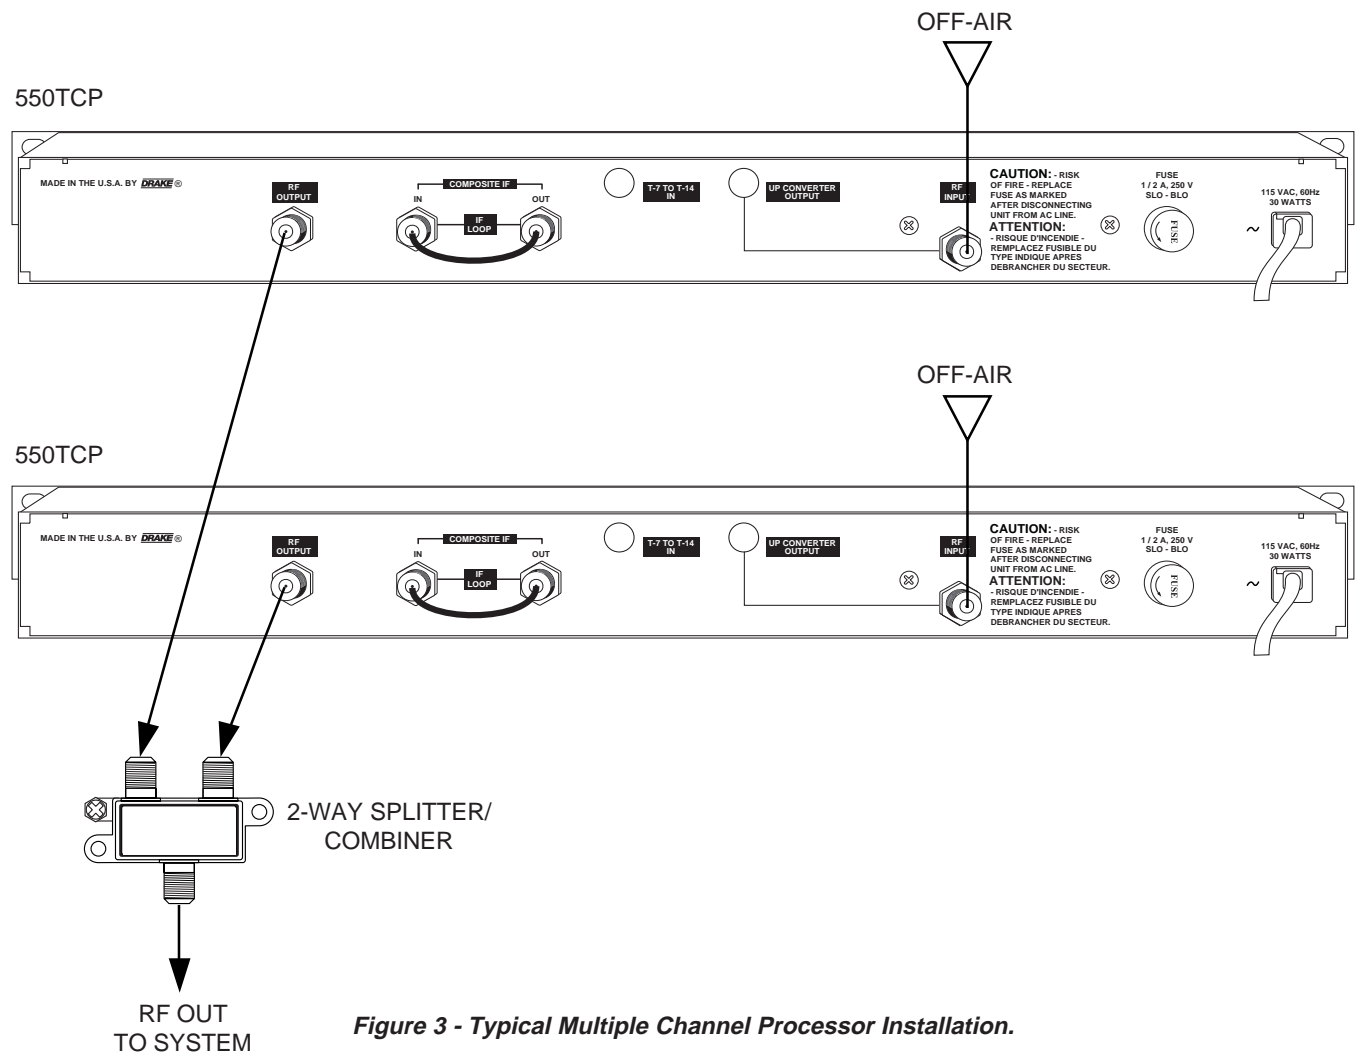 OFF-AIR
550TCP
MADE IN THE U.S.A. BY DRAKE ®
RF
OUTPUT
COMPOSITE IF
IN
OUT
IF
LOOP
T-7 TO T-14
IN
UP CONVERTER
OUTPUT
RF
INPUT
CAUTION: - RISK
OF FIRE - REPLACE
FUSE AS MARKED
AFTER DISCONNECTING
UNIT FROM AC LINE.
ATTENTION:
- RISQUE D'INCENDIE -
REMPLACEZ FUSIBLE DU
TYPE INDIQUE APRES
DEBRANCHER DU SECTEUR.
FUSE
1 / 2 A, 250 V
SLO - BLO
FUSE
115 VAC, 60Hz
30 WATTS
~
OFF-AIR
550TCP
MADE IN THE U.S.A. BY DRAKE ®
RF
OUTPUT
COMPOSITE IF
IN
OUT
IF
LOOP
T-7 TO T-14
IN
UP CONVERTER
OUTPUT
RF
INPUT
CAUTION: - RISK
OF FIRE - REPLACE
FUSE AS MARKED
AFTER DISCONNECTING
UNIT FROM AC LINE.
ATTENTION:
- RISQUE D'INCENDIE -
REMPLACEZ FUSIBLE DU
TYPE INDIQUE APRES
DEBRANCHER DU SECTEUR.
FUSE
1 / 2 A, 250 V
SLO - BLO
FUSE
115 VAC, 60Hz
30 WATTS
~
2-WAY SPLITTER/
COMBINER
RF OUT
TO SYSTEM
Figure 3 - Typical Multiple Channel Processor Installation.